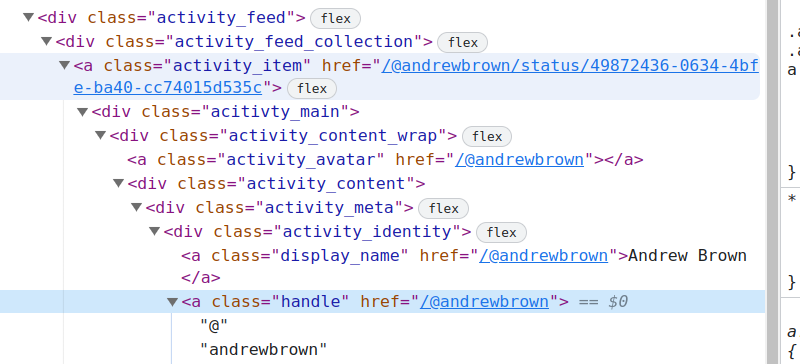 <div class="activity_feed"> flex
<div class="activity_feed_collection"> flex
<a class="activity_item" href="/@andrewbrown/status/49872436-0634-4bf
e-ba40-cc74015d535c"> flex
<div class="acitivty_main">
<div class="activity_content_wrap"> flex
<a class="activity_avatar" href="/@andrewbrown"></a>
<div class="activity_content">
<div class="activity_meta"> flex
<div class="activity_identity"> flex
<a class="display_name" href="/@andrewbrown">Andrew Brown
</a>
<a class="handle" href="/@andrewbrown"> == $0
"@"
"andrewbrown"
.a
.a
a
}
*
}
a
{